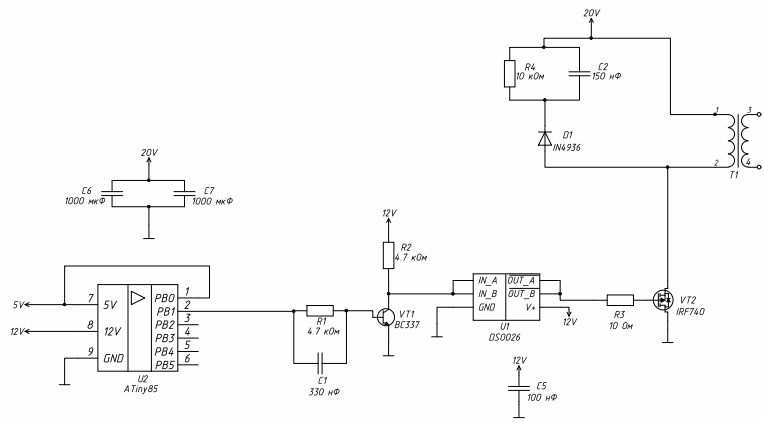 20V
R4
10 кОм
C2
150 нФ
D1
IN4936
1
3
2
4
T1
20V
C6
1000 мкФ
C7
1000 мкФ
12V
R2
4.7 кОм
5V
12V
7
8
9
5V
12V
GND
PB0
PB1
PB2
PB3
PB4
PB5
1
2
3
4
5
6
U2
ATiny85
R1
4.7 кОм
C1
330 нФ
VT1
BC337
IN_A
IN_B
GND
OUT_A
OUT_B
V+
U1
DS0026
12V
R3
10 Ом
VT2
IRF740
12V
C5
100 нФ